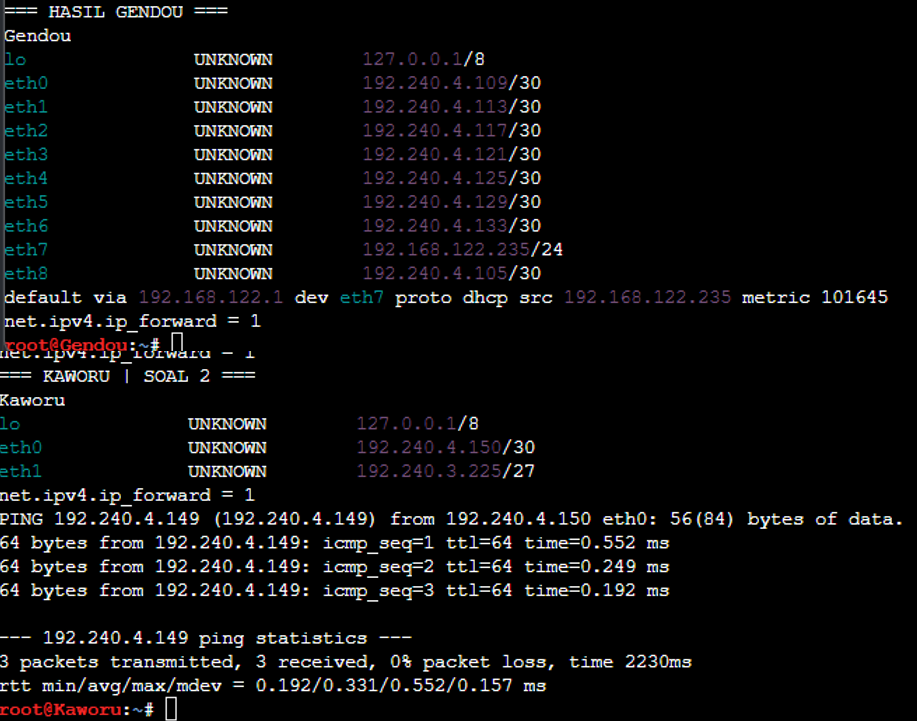 === HASIL GENDOU ===
Gendou
lo UNKNOWN 127.0.0.1/8
eth0 UNKNOWN 192.240.4.109/30
eth1 UNKNOWN 192.240.4.113/30
eth2 UNKNOWN 192.240.4.117/30
eth3 UNKNOWN 192.240.4.121/30
eth4 UNKNOWN 192.240.4.125/30
eth5 UNKNOWN 192.240.4.129/30
eth6 UNKNOWN 192.240.4.133/30
eth7 UNKNOWN 192.168.122.235/24
eth8 UNKNOWN 192.240.4.105/30
default via 192.168.122.1 dev eth7 proto dhcp src 192.168.122.235 metric 101645
net.ipv4.ip_forward = 1
root@Gendou:~#
net.ipv4.ip_forward = 1
=== KAWORU | SOAL 2 ===
Kaworu
lo UNKNOWN 127.0.0.1/8
eth0 UNKNOWN 192.240.4.150/30
eth1 UNKNOWN 192.240.3.225/27
net.ipv4.ip_forward = 1
PING 192.240.4.149 (192.240.4.149) from 192.240.4.150 eth0: 56(84) bytes of data.
64 bytes from 192.240.4.149: icmp_seq=1 ttl=64 time=0.552 ms
64 bytes from 192.240.4.149: icmp_seq=2 ttl=64 time=0.249 ms
64 bytes from 192.240.4.149: icmp_seq=3 ttl=64 time=0.192 ms
--- 192.240.4.149 ping statistics ---
3 packets transmitted, 3 received, 0% packet loss, time 2230ms
rtt min/avg/max/mdev = 0.192/0.331/0.552/0.157 ms
root@Kaworu:~#